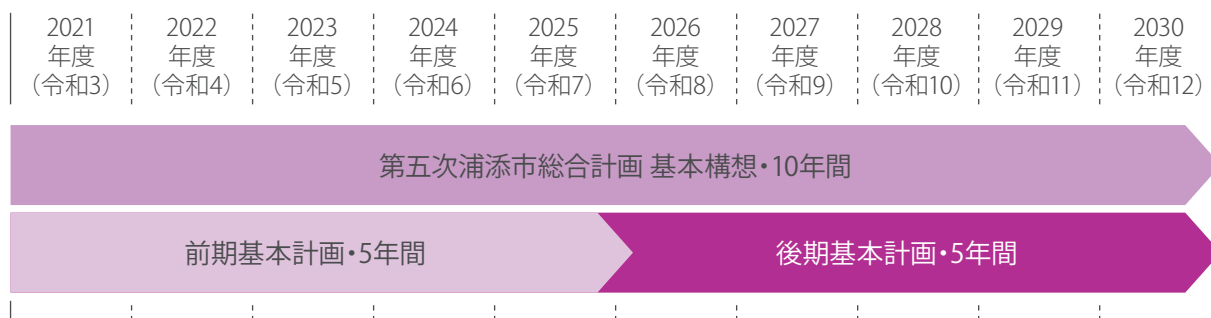 2021
年度
（令和3）
2022
年度
（令和4）
2023
年度
（令和5）
2024
年度
（令和6）
2025
年度
（令和7）
2026
年度
（令和8）
2027
年度
（令和9）
2028
年度
（令和10）
2029
年度
（令和11）
2030
年度
（令和12）
第五次浦添市総合計画 基本構想・10年間
前期基本計画・5年間
後期基本計画・5年間